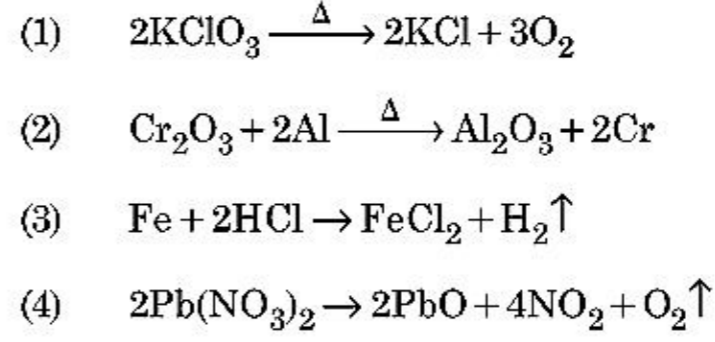 (1) 2KClO₃ —Δ→ 2KCl + 3O₂
(2) Cr₂O₃ + 2Al —Δ→ Al₂O₃ + 2Cr
(3) Fe + 2HCl → FeCl₂ + H₂↑
(4) 2Pb(NO₃)₂ → 2PbO + 4NO₂ + O₂↑